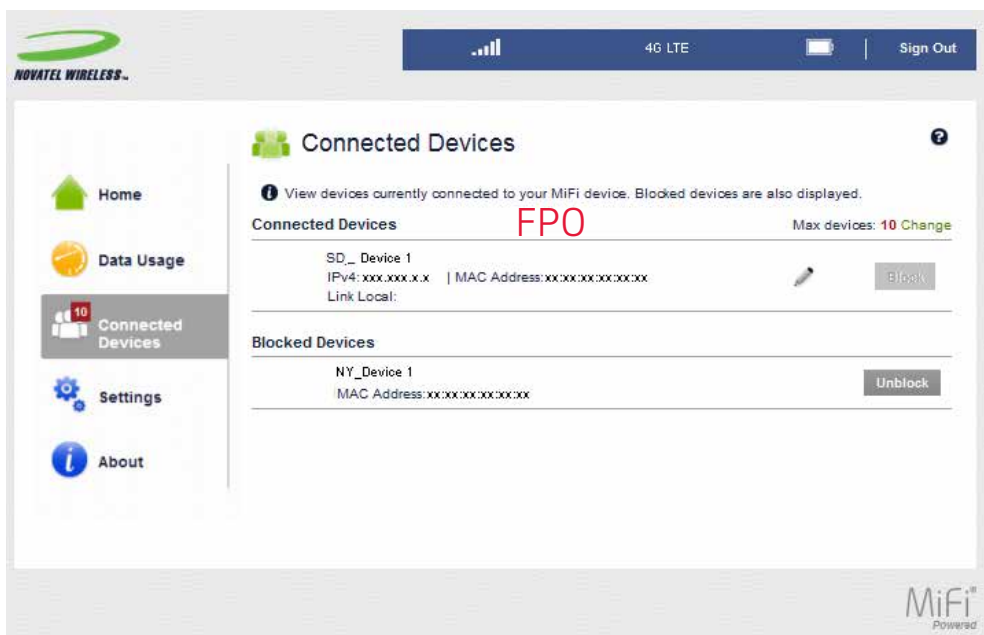 NOVATEL WIRELESS™
4G LTE
Sign Out
Connected Devices
Home
Data Usage
10
Connected
Devices
Settings
About
View devices currently connected to your MiFi device. Blocked devices are also displayed.
FPO
Connected Devices
Max devices: 10 Change
SD_ Device 1
IPv4: xxx.xxx.x.x | MAC Address:xx:xx:xx:xx:xx:xx
Link Local:
Block
Blocked Devices
NY_Device 1
MAC Address:xx:xx:xx:xx:xx:xx
Unblock
MiFi®
Powered